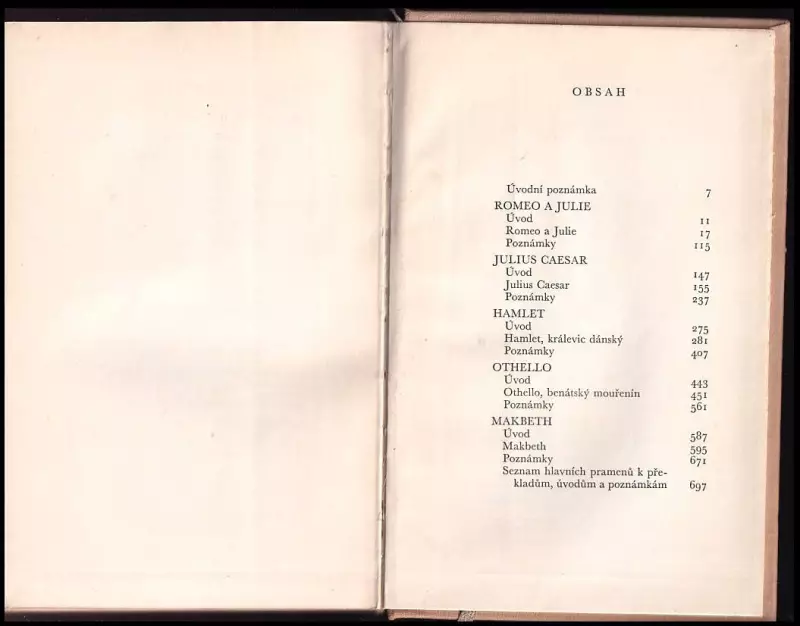 OBSAH
Úvodní poznámka 7
ROMEO A JULIE
Úvod 11
Romeo a Julie 17
Poznámky 115
JULIUS CAESAR
Úvod 147
Julius Caesar 155
Poznámky 237
HAMLET
Úvod 275
Hamlet, králevic dánský 281
Poznámky 407
OTHELLO
Úvod 443
Othello, benátský mouřenín 451
Poznámky 561
MAKBETH
Úvod 587
Makbeth 595
Poznámky 671
Seznam hlavních pramenů k pře-
kladům, úvodům a poznámkám 697